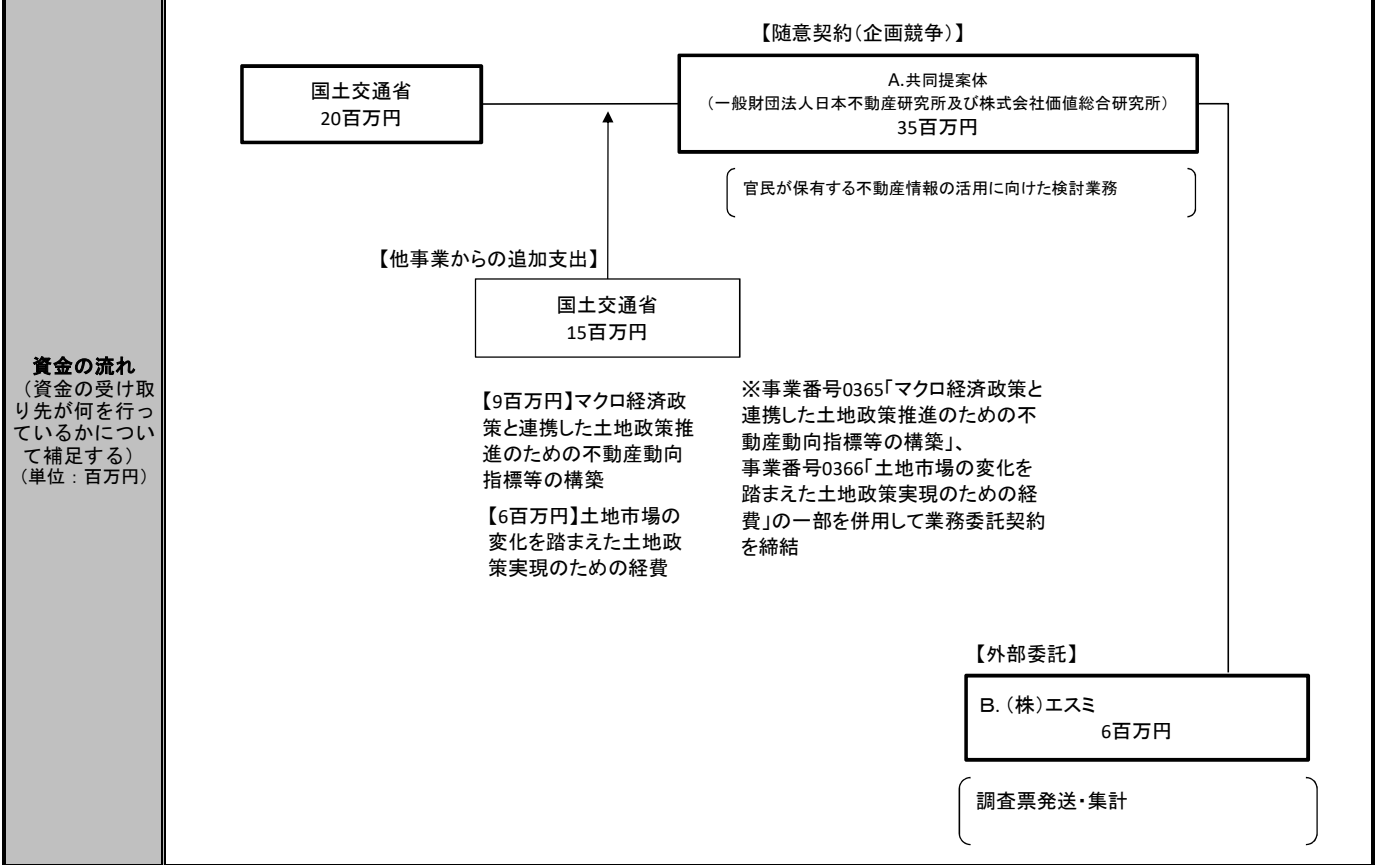 資金の流れ
（資金の受け取
り先が何を行っ
ているかについ
て補足する）
（単位：百万円）
【随意契約（企画競争）】
国土交通省
20百万円
A.共同提案体
（一般財団法人日本不動産研究所及び株式会社価値総合研究所）
35百万円
官民が保有する不動産情報の活用に向けた検討業務
【他事業からの追加支出】
国土交通省
15百万円
【9百万円】マクロ経済政
策と連携した土地政策推
進のための不動産動向
指標等の構築
【6百万円】土地市場の
変化を踏まえた土地政
策実現のための経費
※事業番号0365「マクロ経済政策と
連携した土地政策推進のための不
動産動向指標等の構築」、
事業番号0366「土地市場の変化を
踏まえた土地政策実現のための経
費」の一部を併用して業務委託契約
を締結
【外部委託】
Ｂ.（株）エスミ
6百万円
調査票発送・集計